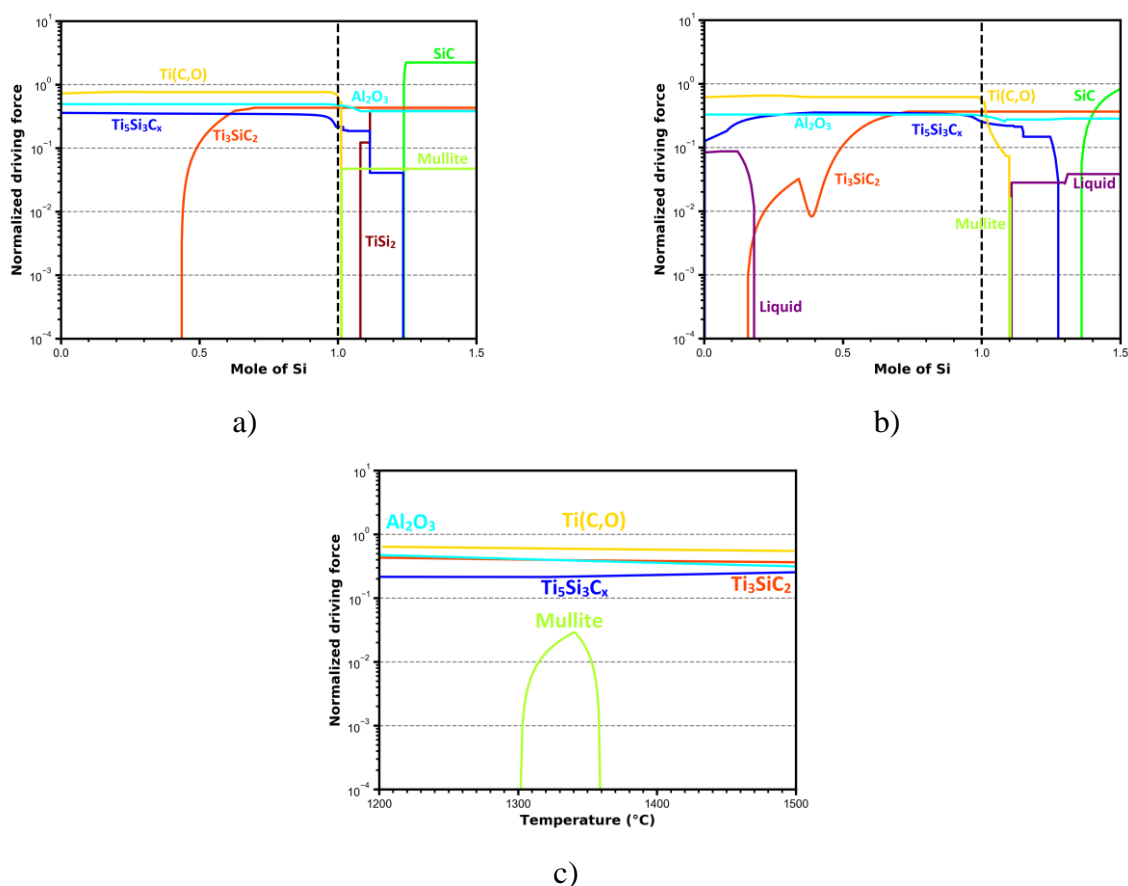 10¹
10⁰
10⁻¹
10⁻²
10⁻³
10⁻⁴
Normalized driving force
0.0 0.5 1.0 1.5
Mole of Si
Ti(C,O)
Al₂O₃
Ti₅Si₃Cₓ
Ti₃SiC₂
SiC
Mullite
TiSi₂
a)
10¹
10⁰
10⁻¹
10⁻²
10⁻³
10⁻⁴
Normalized driving force
0.0 0.5 1.0 1.5
Mole of Si
Ti(C,O)
SiC
Al₂O₃
Ti₅Si₃Cₓ
Ti₃SiC₂
Liquid
Mullite
Liquid
b)
10¹
10⁰
10⁻¹
10⁻²
10⁻³
10⁻⁴
Normalized driving force
1200 1300 1400 1500
Temperature (°C)
Al₂O₃
Ti(C,O)
Ti₅Si₃Cₓ
Ti₃SiC₂
Mullite
c)